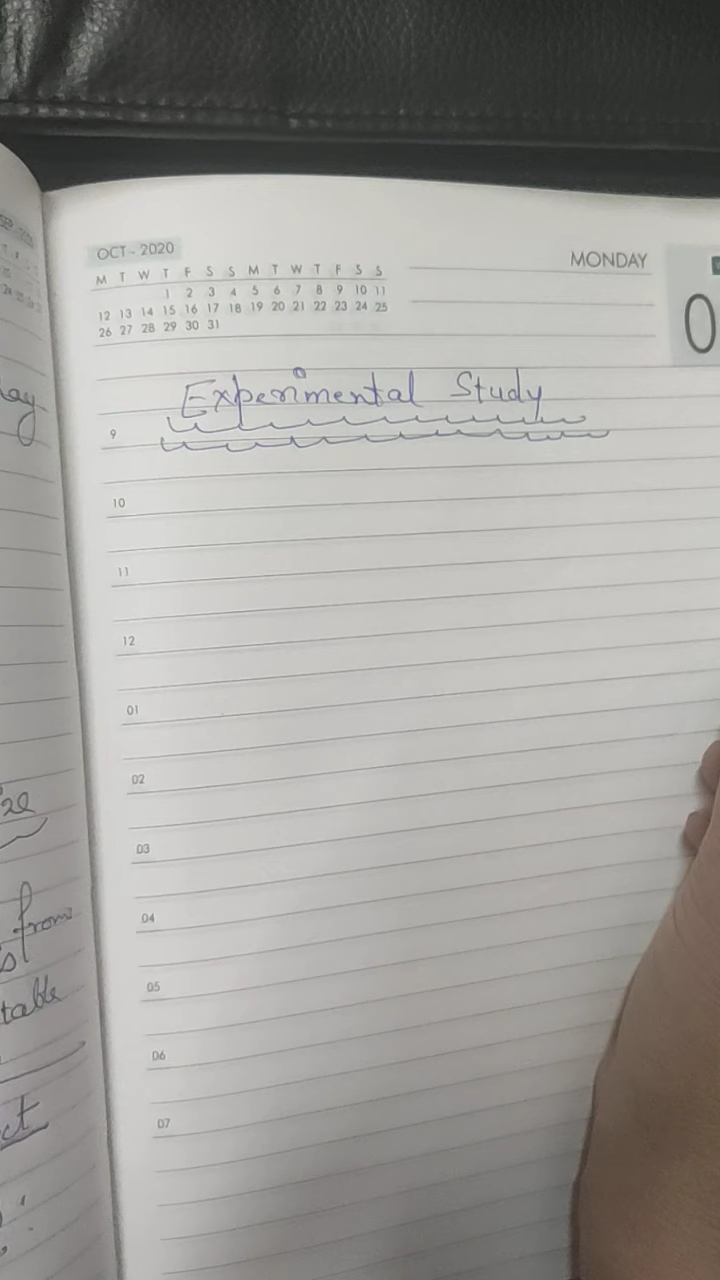 OCT - 2020
M T W T F S S M T W T F S S
1 2 3 4 5 6 7 8 9 10 11
12 13 14 15 16 17 18 19 20 21 22 23 24 25
26 27 28 29 30 31
MONDAY
0
Experimental Study
9
10
11
12
01
02
03
04
05
06
07
from
table